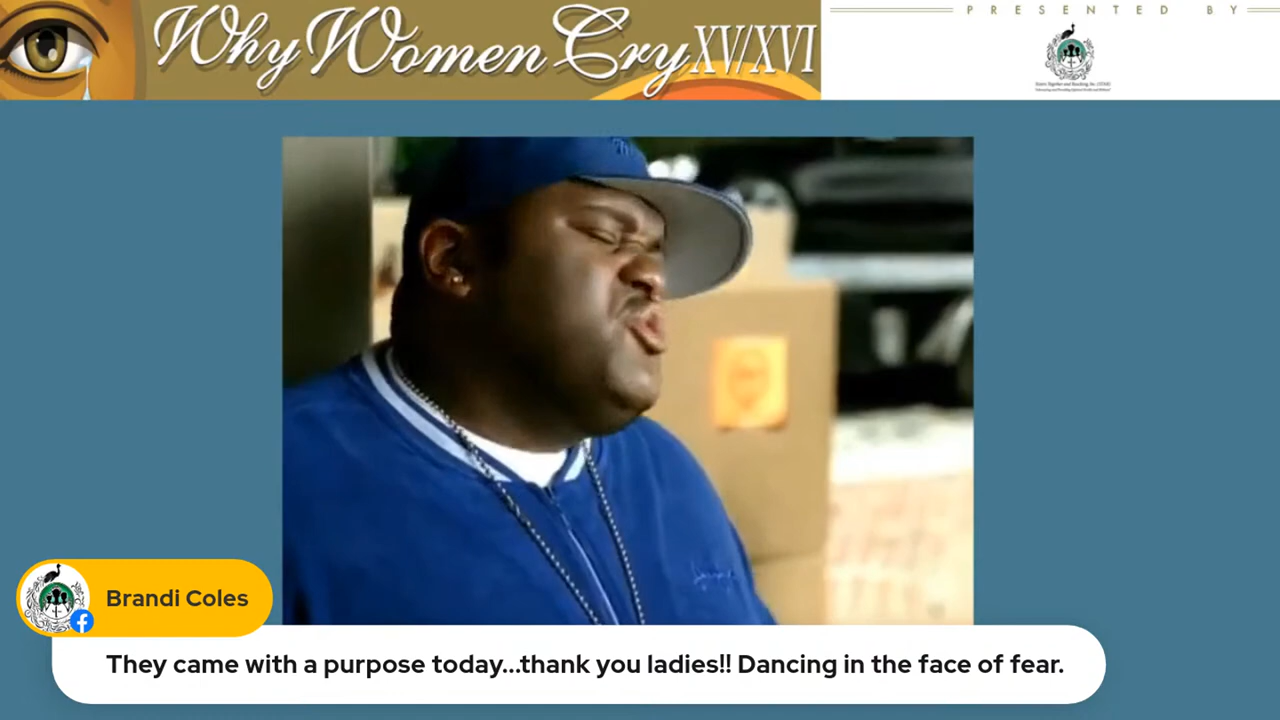 Why Women Cry XV/XVI
PRESENTED BY
Brandi Coles
They came with a purpose today...thank you ladies!! Dancing in the face of fear.